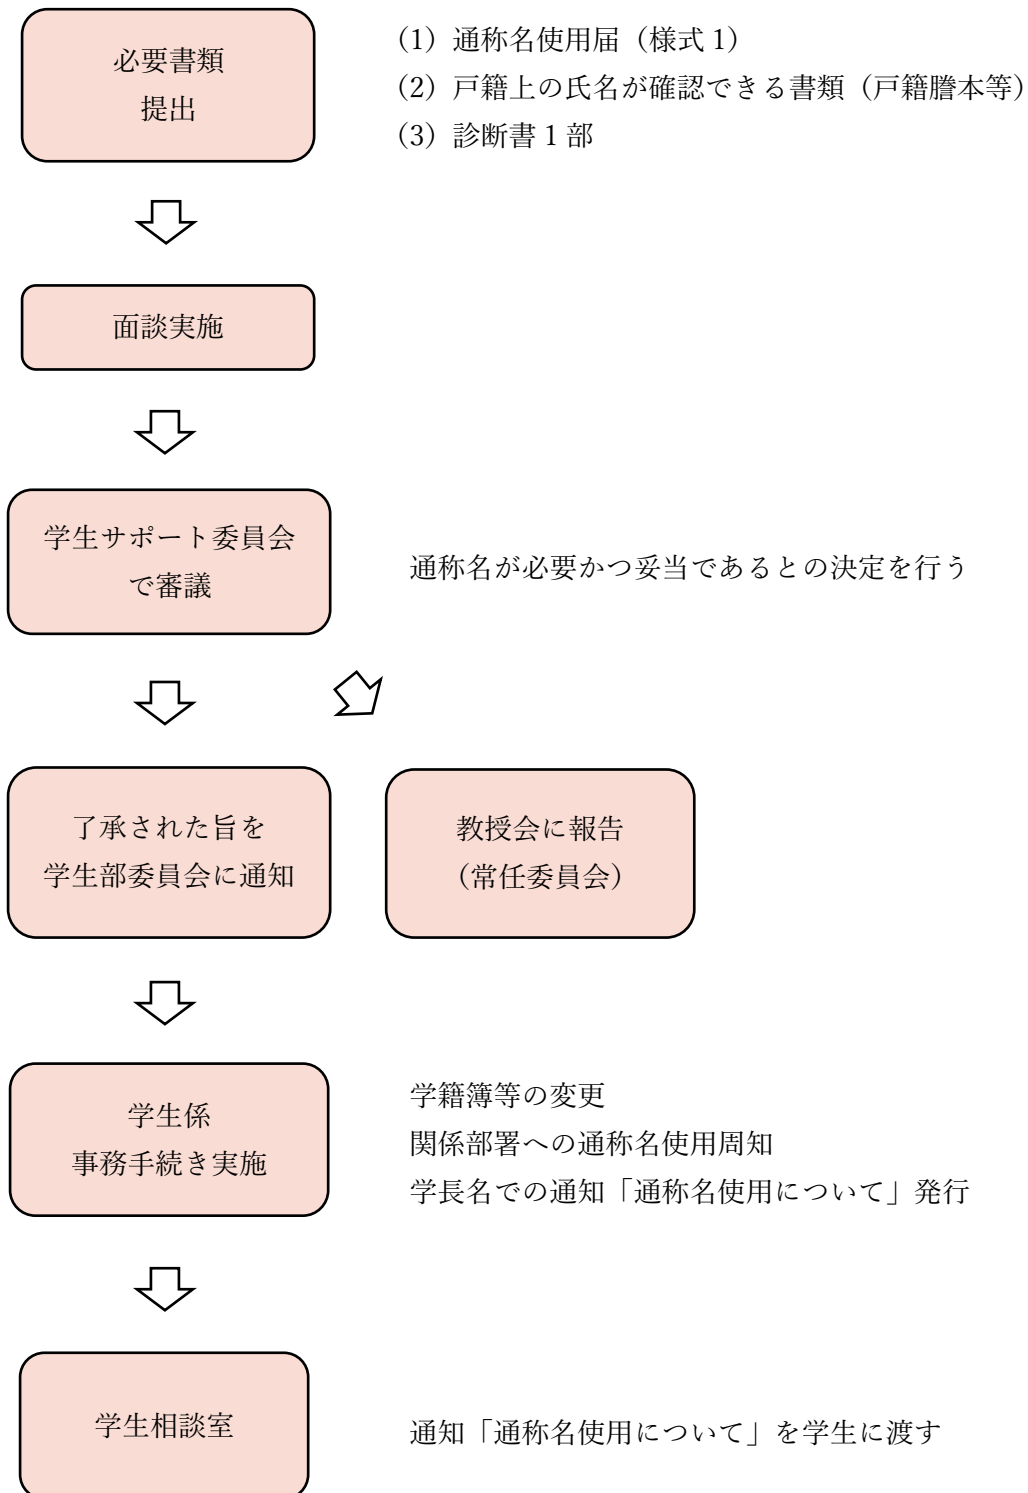 必要書類
提出
（1）通称名使用届（様式 1）
（2）戸籍上の氏名が確認できる書類（戸籍謄本等）
（3）診断書 1 部
面談実施
学生サポート委員会
で審議
通称名が必要かつ妥当であるとの決定を行う
了承された旨を
学生部委員会に通知
教授会に報告
（常任委員会）
学生係
事務手続き実施
学籍簿等の変更
関係部署への通称名使用周知
学長名での通知「通称名使用について」発行
学生相談室
通知「通称名使用について」を学生に渡す